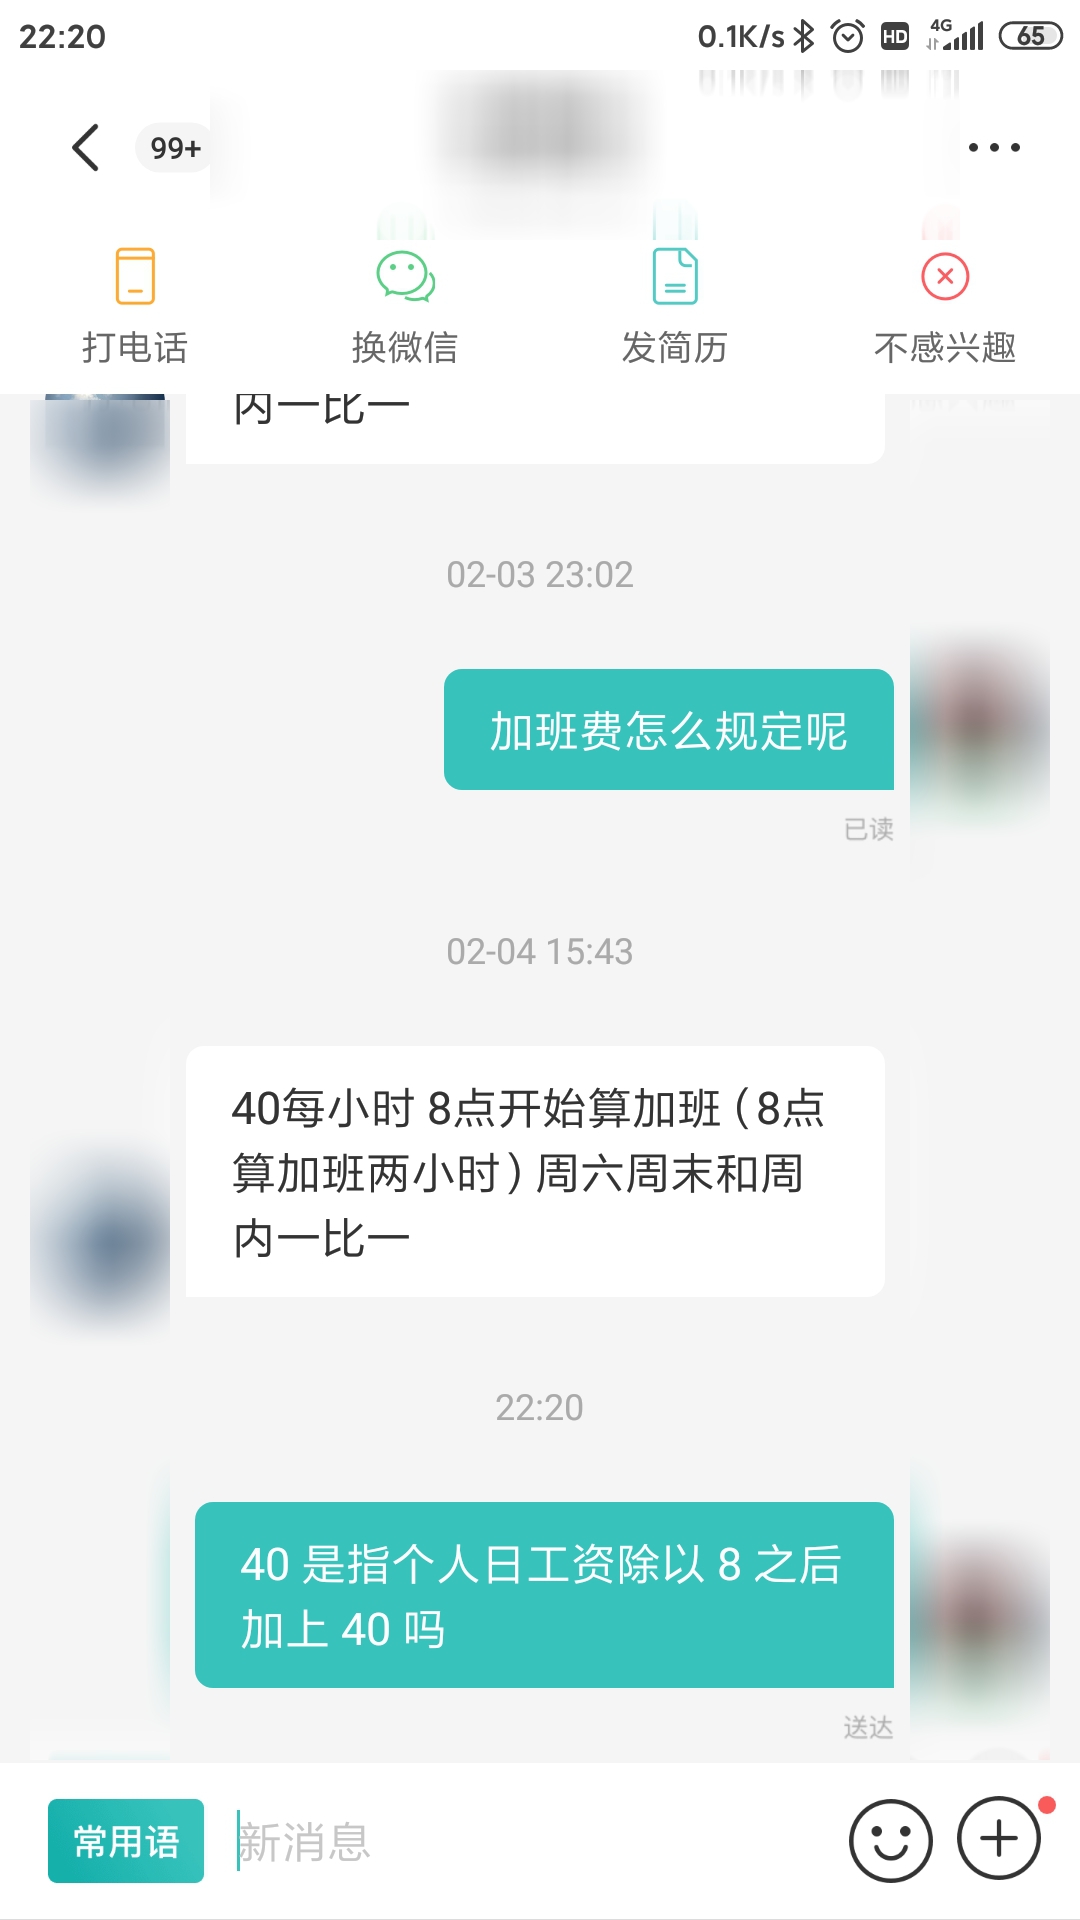 22:20
0.1K/s HD 4G 65
99+
打电话 换微信 发简历 不感兴趣
内一比一
02-03 23:02
加班费怎么规定呢
已读
02-04 15:43
40每小时 8点开始算加班（8点
算加班两小时）周六周末和周
内一比一
22:20
40 是指个人日工资除以 8 之后
加上 40 吗
送达
常用语 新消息